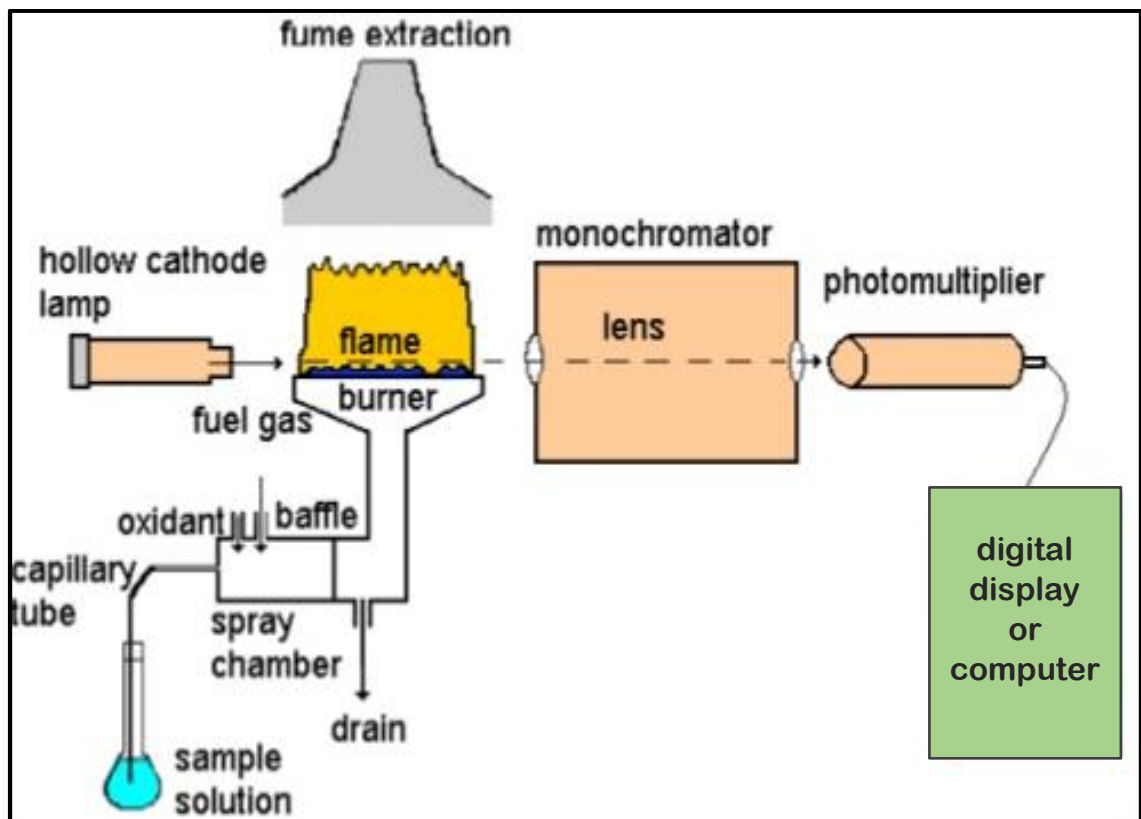 fume extraction
hollow cathode
lamp
monochromator
photomultiplier
lens
flame
burner
fuel gas
oxidant
baffle
capillary
tube
spray
chamber
drain
sample
solution
digital
display
or
computer